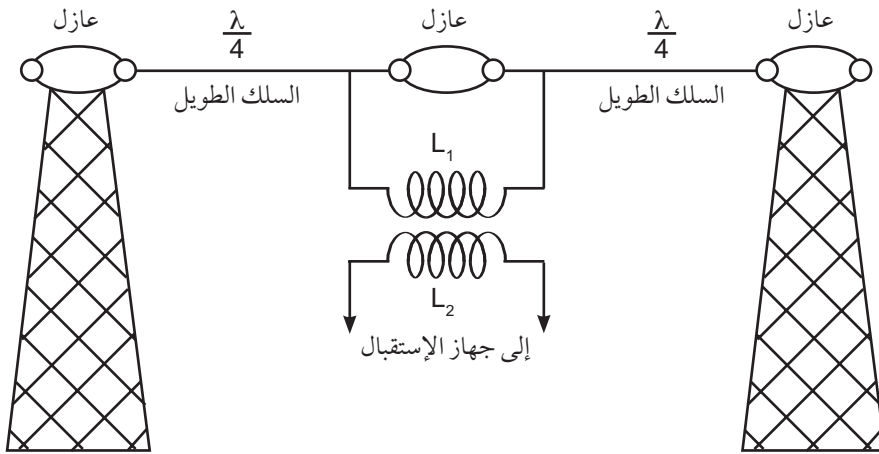 عازل
عازل
عازل
λ/4
λ/4
السلك الطويل
السلك الطويل
L₁
L₂
إلى جهاز الإستقبال